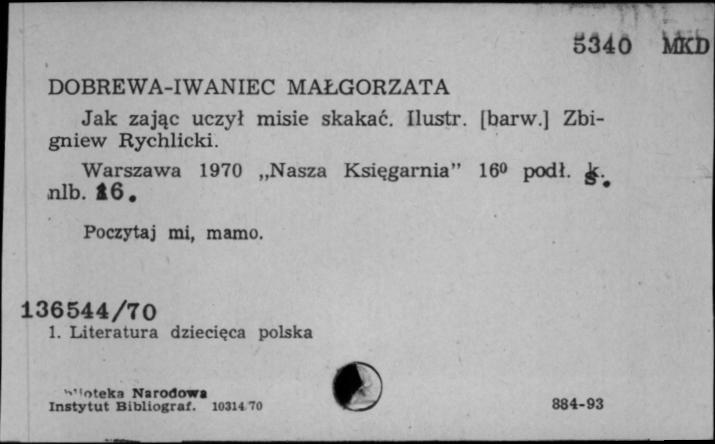 5340 MKD
DOBREWA-IWANIEC MAŁGORZATA
Jak zając uczył misie skakać. Ilustr. [barw.] Zbi-
gniew Rychlicki.
Warszawa 1970 „Nasza Księgarnia” 16⁰ podł.
nlb. 16.
Poczytaj mi, mamo.
136544/70
1. Literatura dziecięca polska
Narodowa
Instytut Bibliograf. 10314 70
884-93